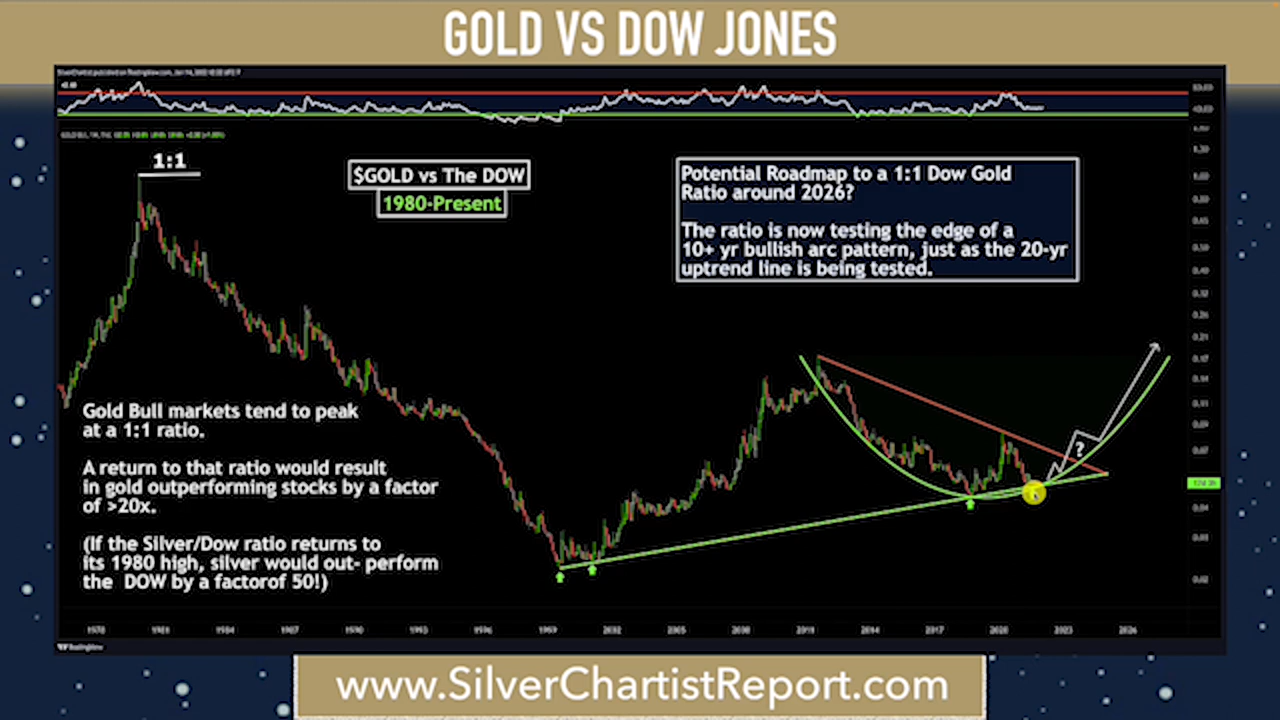 GOLD VS DOW JONES
1:1
$GOLD vs The DOW
1980-Present
Potential Roadmap to a 1:1 Dow Gold
Ratio around 2026?
The ratio is now testing the edge of a
10+ yr bullish arc pattern, just as the 20-yr
uptrend line is being tested.
?
Gold Bull markets tend to peak
at a 1:1 ratio.
A return to that ratio would result
in gold outperforming stocks by a factor
of >20x.
(If the Silver/Dow ratio returns to
its 1980 high, silver would out- perform
the DOW by a factorof 50!)
1978 1981 1984 1987 1990 1993 1996 1999 2002 2005 2008 2011 2014 2017 2020 2023 2026
TradingView
www.SilverChartistReport.com